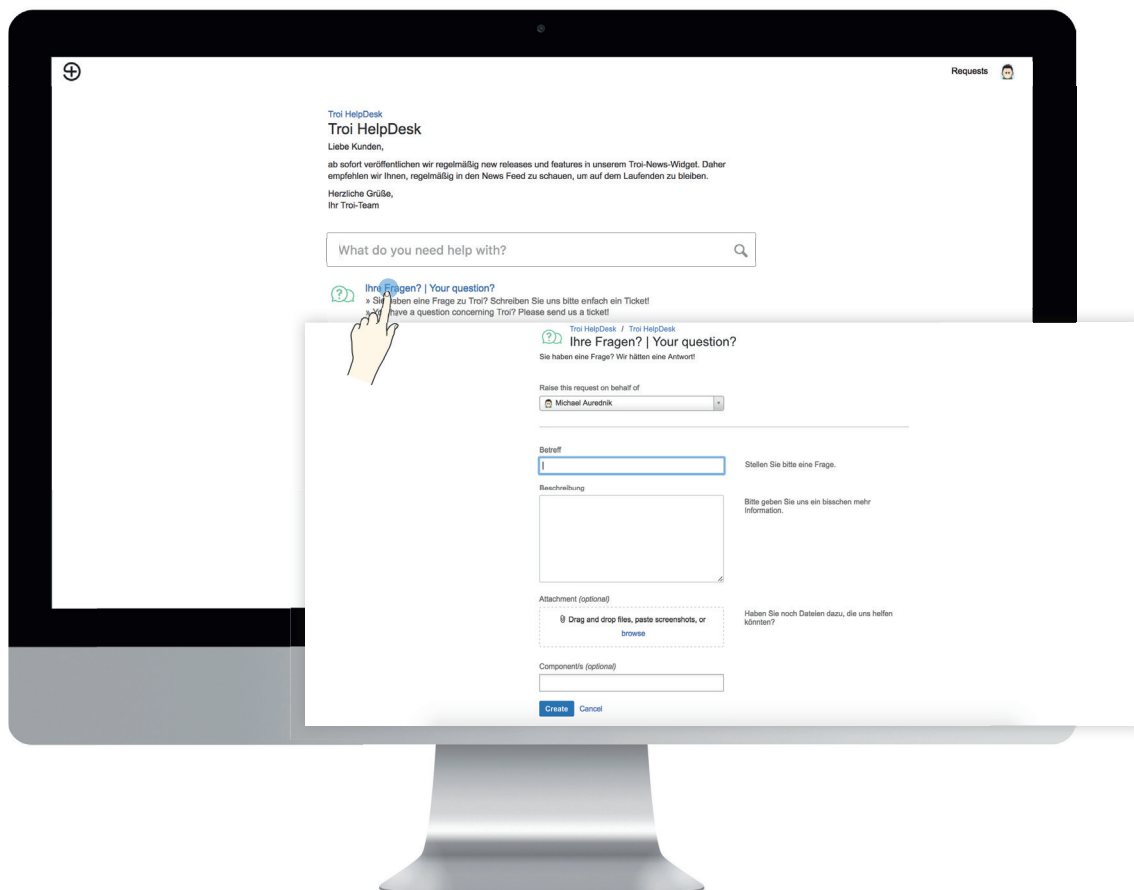 Requests
Troi HelpDesk
Troi HelpDesk
Liebe Kunden,
ab sofort veröffentlichen wir regelmäßig new releases und features in unserem Troi-News-Widget. Daher
empfehlen wir Ihnen, regelmäßig in den News Feed zu schauen, um auf dem Laufenden zu bleiben.
Herzliche Grüße,
Ihr Troi-Team
What do you need help with?
Ihre Fragen? | Your question?
» Sie haben eine Frage zu Troi? Schreiben Sie uns bitte einfach ein Ticket!
» You have a question concerning Troi? Please send us a ticket!
Troi HelpDesk / Troi HelpDesk
Ihre Fragen? | Your question?
Sie haben eine Frage? Wir hätten eine Antwort!
Raise this request on behalf of
Michael Aurednik
Betreff
Stellen Sie bitte eine Frage.
Beschreibung
Bitte geben Sie uns ein bisschen mehr
Information.
Attachment (optional)
Drag and drop files, paste screenshots, or
browse
Haben Sie noch Dateien dazu, die uns helfen
könnten?
Component/s (optional)
Create Cancel